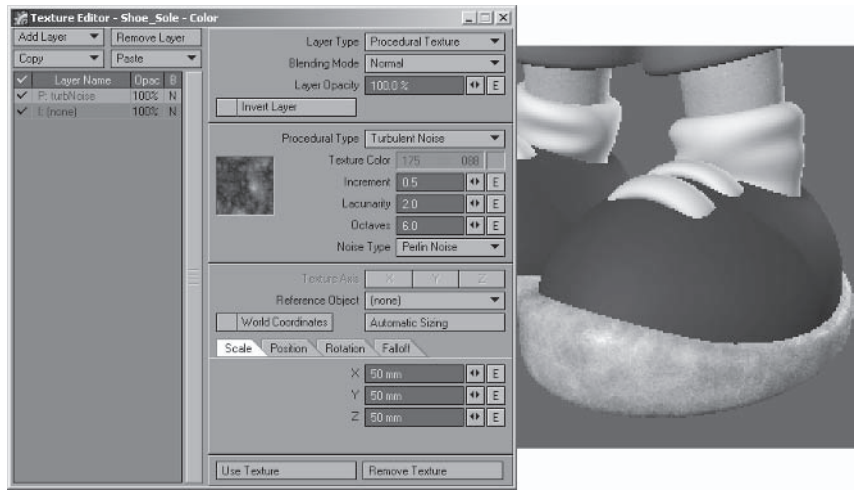 Texture Editor - Shoe_Sole - Color
Add Layer Remove Layer
Copy Paste
Layer Name Opac B
P: turbNoise 100% N
I: (none) 100% N
Layer Type Procedural Texture
Blending Mode Normal
Layer Opacity 100.0 % E
Invert Layer
Procedural Type Turbulent Noise
Texture Color 175 088
Increment 0.5 E
Lacunarity 2.0 E
Octaves 6.0 E
Noise Type Perlin Noise
Texture Axis X Y Z
Reference Object (none)
World Coordinates Automatic Sizing
Scale Position Rotation Falloff
X 50 mm E
Y 50 mm E
Z 50 mm E
Use Texture Remove Texture